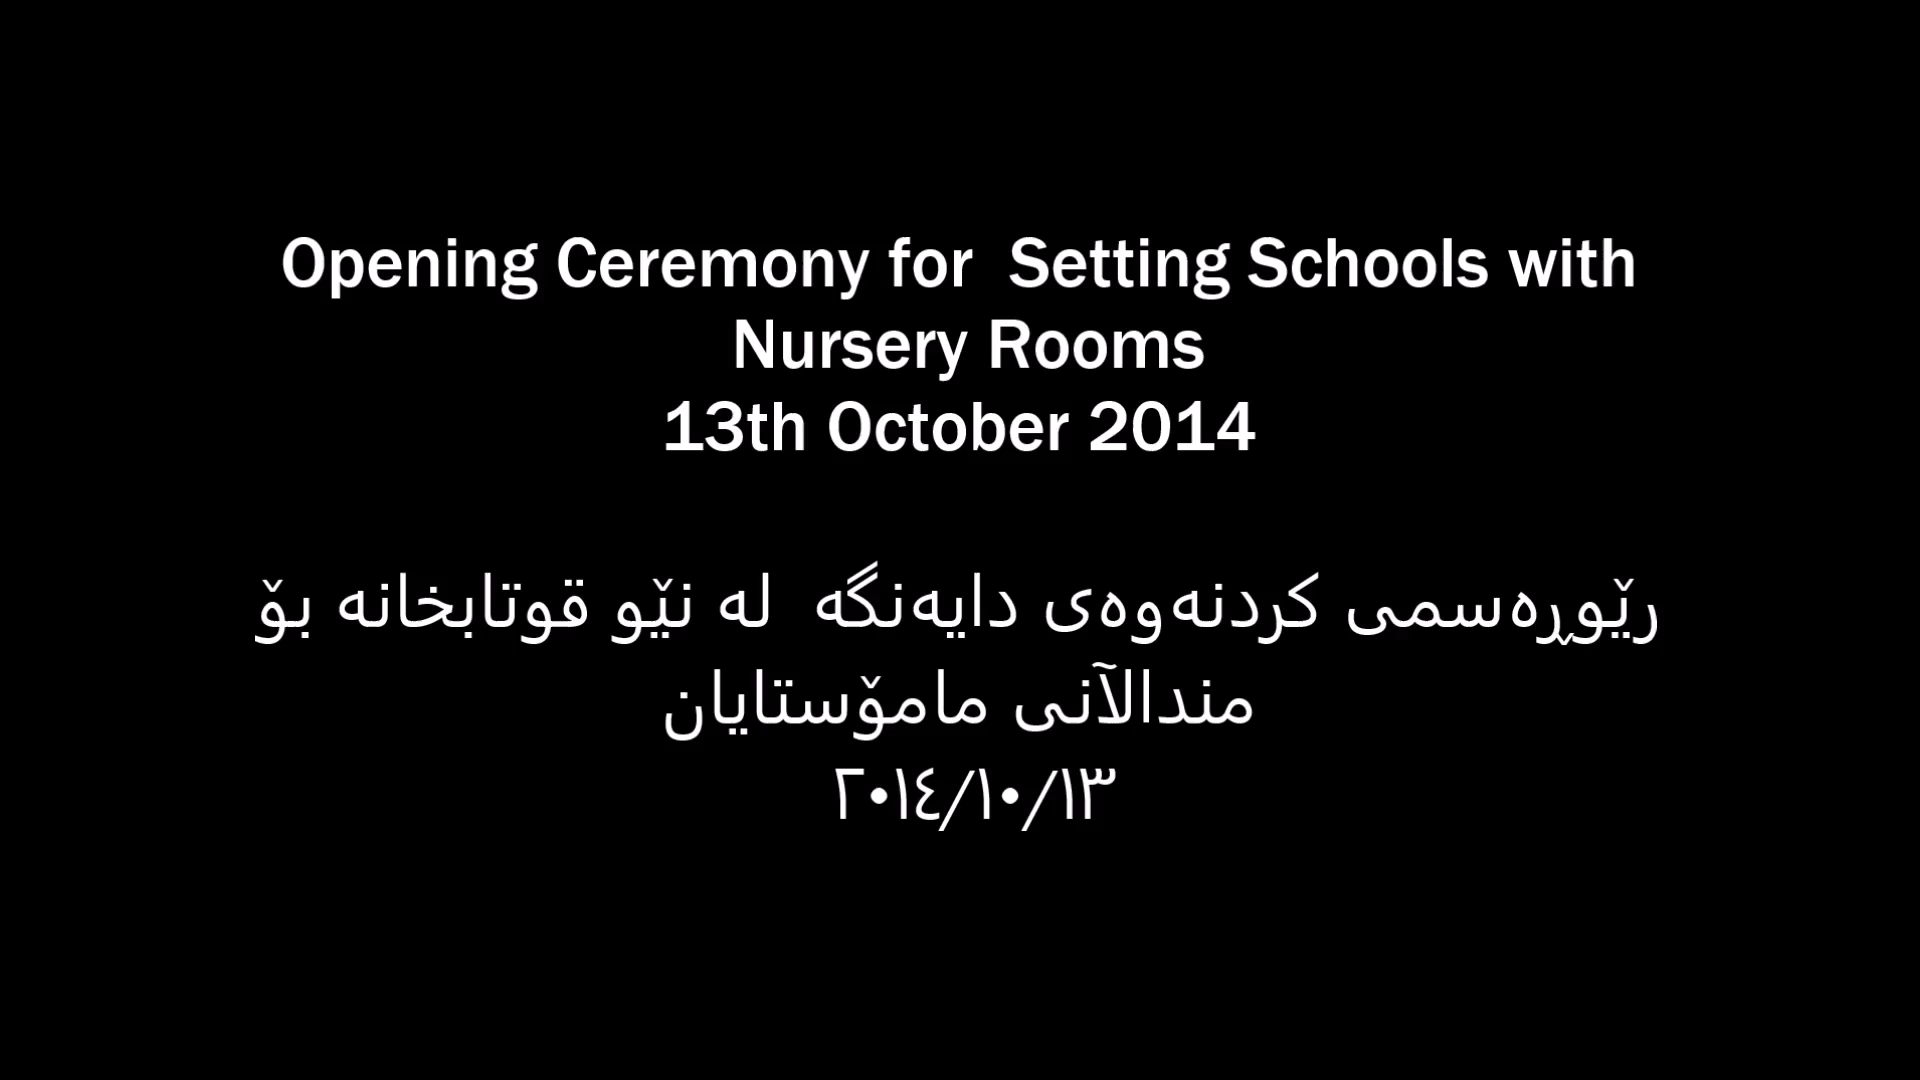 Opening Ceremony for  Setting Schools with
Nursery Rooms
13th October 2014
رێوڕەسمی کردنەوەی دایەنگە  لە نێو قوتابخانە بۆ
منداڵانی مامۆستایان
٢٠١٤/١٠/١٣